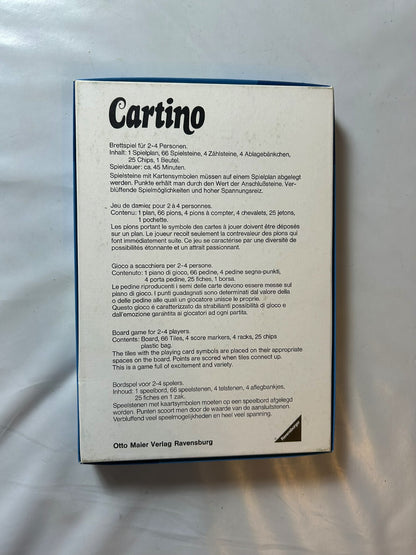 Cartino
Brettspiel für 2-4 Personen.
Inhalt: 1 Spielplan, 66 Spielsteine, 4 Zählsteine, 4 Ablagebänkchen,
25 Chips, 1 Beutel.
Spieldauer: ca. 45 Minuten.
Spielsteine mit Kartensymbolen müssen auf einem Spielplan abgelegt
werden. Punkte erhält man durch den Wert der Anschlußsteine. Ver-
blüffende Spielmöglichkeiten und hoher Spannungsreiz.
Jeu de damier pour 2 à 4 personnes.
Contenu: 1 plan, 66 pions, 4 pions à compter, 4 chevalets, 25 jetons,
1 pochette.
Les pions portant le symbole des cartes à jouer doivent être déposés
sur un plan. Le joueur recoit seulement la contrevaleur des pions qui
font immédiatement suite. Ce jeu se caractérise par une diversité de
possibilités étonnante et un attrait passionnant.
Gioco a scacchiera per 2-4 persone.
Contenuto: 1 piano di gioco, 66 pedine, 4 pedine segna-punkti,
4 porta pedine, 25 fiches, 1 borsa.
Le pedine riproducenti i semi delle carte devono essere messe sul
piano di gioco. I punti guadagnati sono determinati dal valore della
o delle pedine alle quali un giocatore unisce le proprie.
Questo gioco è caratterizzato da strabilianti possibilità di gioco e
dall'emozione garantita ai giocatori ad ogni partita.
Board game for 2-4 players.
Contents: Board, 66 Tiles, 4 score markers, 4 racks, 25 chips
plastic bag.
The tiles with the playing card symbols are placed on their appropriate
spaces on the board. Points are scored when tiles connect up.
This is a game full of excitement and variety.
Bordspel voor 2-4 spelers.
Inhoud: 1 speelbord, 66 speelstenen, 4 telstenen, 4 aflegbankjes,
25 fiches en 1 zak.
Speelstenen met kaartsymbolen moeten op een speelbord afgelegd
worden. Punten scoort men door de waarde van de aansluitstenen.
Verbluffend veel speelmogelijkheden en heel veel spanning.
Otto Maier Verlag Ravensburg
Ravensburger